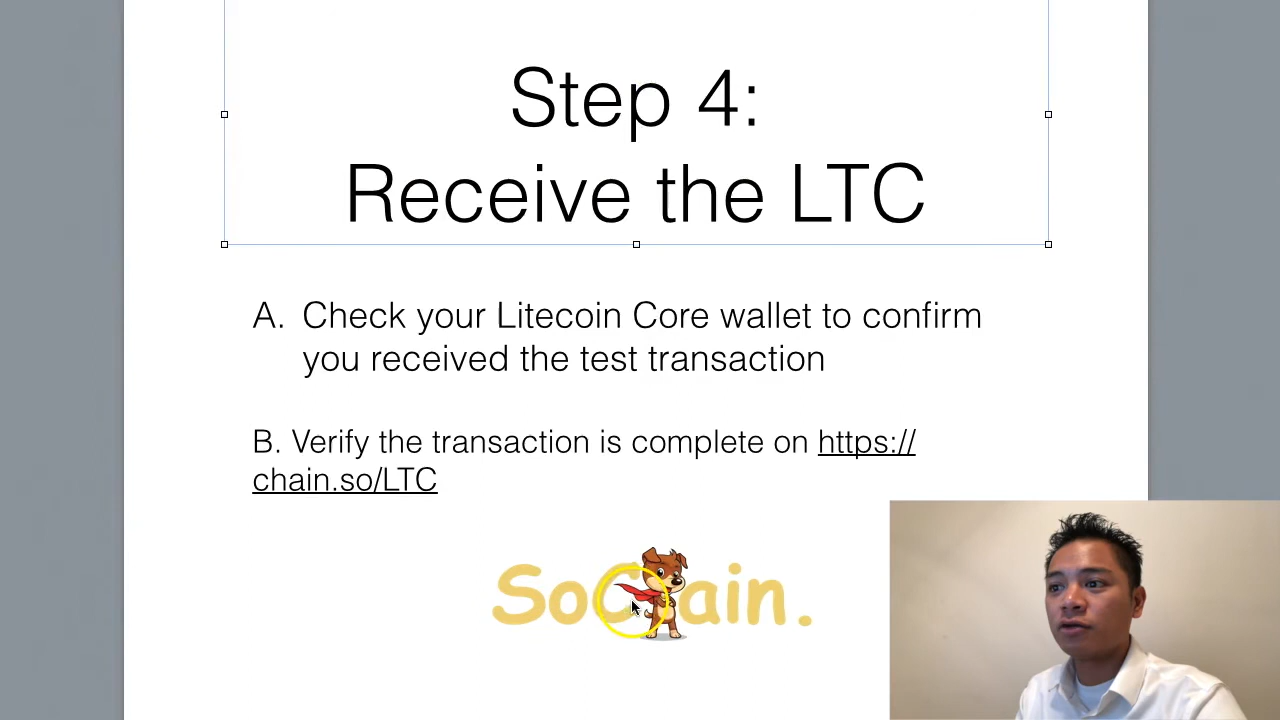 Step 4:
Receive the LTC
A. Check your Litecoin Core wallet to confirm
you received the test transaction
B. Verify the transaction is complete on https://
chain.so/LTC
SoChain.